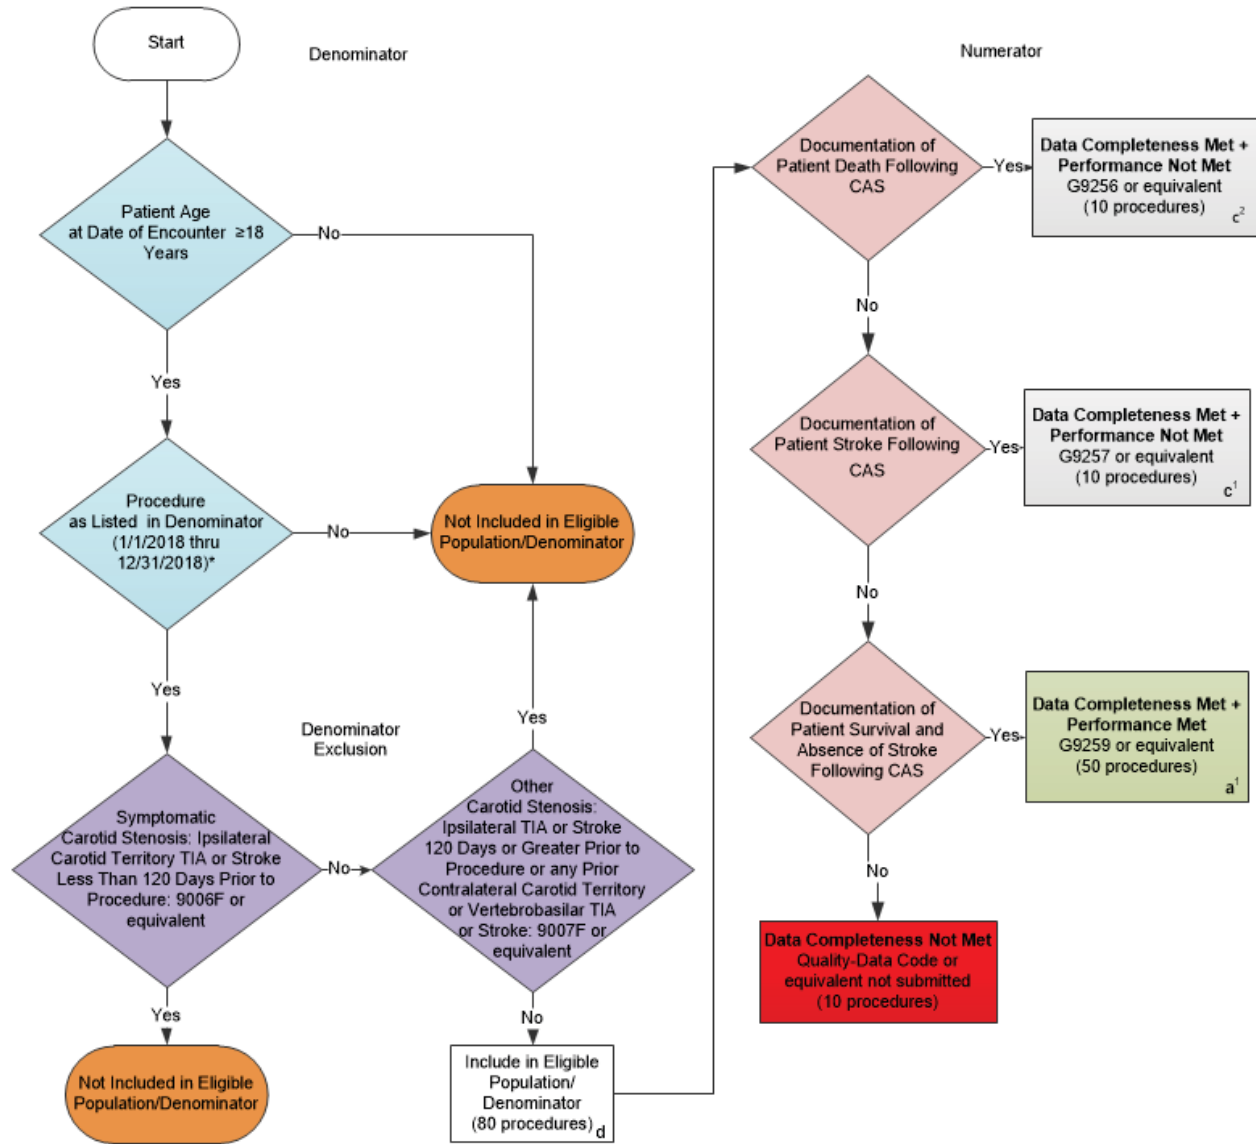 Start
Denominator
Patient Age
at Date of Encounter ≥18
Years
No
Yes
Procedure
as Listed in Denominator
(1/1/2018 thru
12/31/2018)*
No
Not Included in Eligible
Population/Denominator
Yes
Denominator
Exclusion
Symptomatic
Carotid Stenosis: Ipsilateral
Carotid Territory TIA or Stroke
Less Than 120 Days Prior to
Procedure: 9006F or
equivalent
No
Yes
Not Included in Eligible
Population/Denominator
Yes
Other
Carotid Stenosis:
Ipsilateral TIA or Stroke
120 Days or Greater Prior to
Procedure or any Prior
Contralateral Carotid Territory
or Vertebrobasilar TIA
or Stroke: 9007F or
equivalent
No
Include in Eligible
Population/
Denominator
(80 procedures) d
Numerator
Documentation of
Patient Death Following
CAS
Yes
Data Completeness Met +
Performance Not Met
G9256 or equivalent
(10 procedures)
c²
No
Documentation of
Patient Stroke Following
CAS
Yes
Data Completeness Met +
Performance Not Met
G9257 or equivalent
(10 procedures)
c¹
No
Documentation of
Patient Survival and
Absence of Stroke
Following CAS
Yes
Data Completeness Met +
Performance Met
G9259 or equivalent
(50 procedures)
a¹
No
Data Completeness Not Met
Quality-Data Code or
equivalent not submitted
(10 procedures)